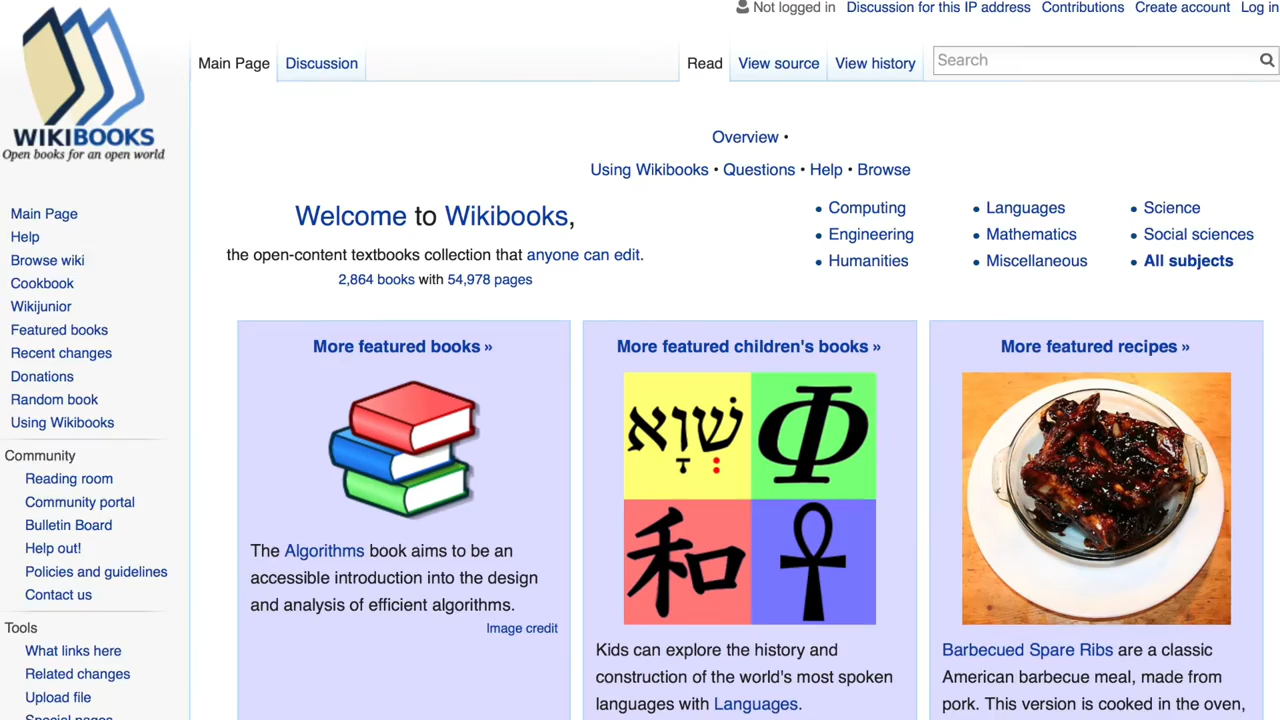 Not logged in Discussion for this IP address Contributions Create account Log in
Main Page Discussion Read View source View history Search
WIKIBOOKS
Open books for an open world
Main Page
Help
Browse wiki
Cookbook
Wikijunior
Featured books
Recent changes
Donations
Random book
Using Wikibooks
Community
Reading room
Community portal
Bulletin Board
Help out!
Policies and guidelines
Contact us
Tools
What links here
Related changes
Upload file
Special pages
Overview •
Using Wikibooks • Questions • Help • Browse
Welcome to Wikibooks,
the open-content textbooks collection that anyone can edit.
2,864 books with 54,978 pages
• Computing
• Engineering
• Humanities
• Languages
• Mathematics
• Miscellaneous
• Science
• Social sciences
• All subjects
More featured books »
The Algorithms book aims to be an
accessible introduction into the design
and analysis of efficient algorithms.
Image credit
More featured children's books »
שְׁוָא Φ
和 ☥
Kids can explore the history and
construction of the world's most spoken
languages with Languages.
More featured recipes »
Barbecued Spare Ribs are a classic
American barbecue meal, made from
pork. This version is cooked in the oven,